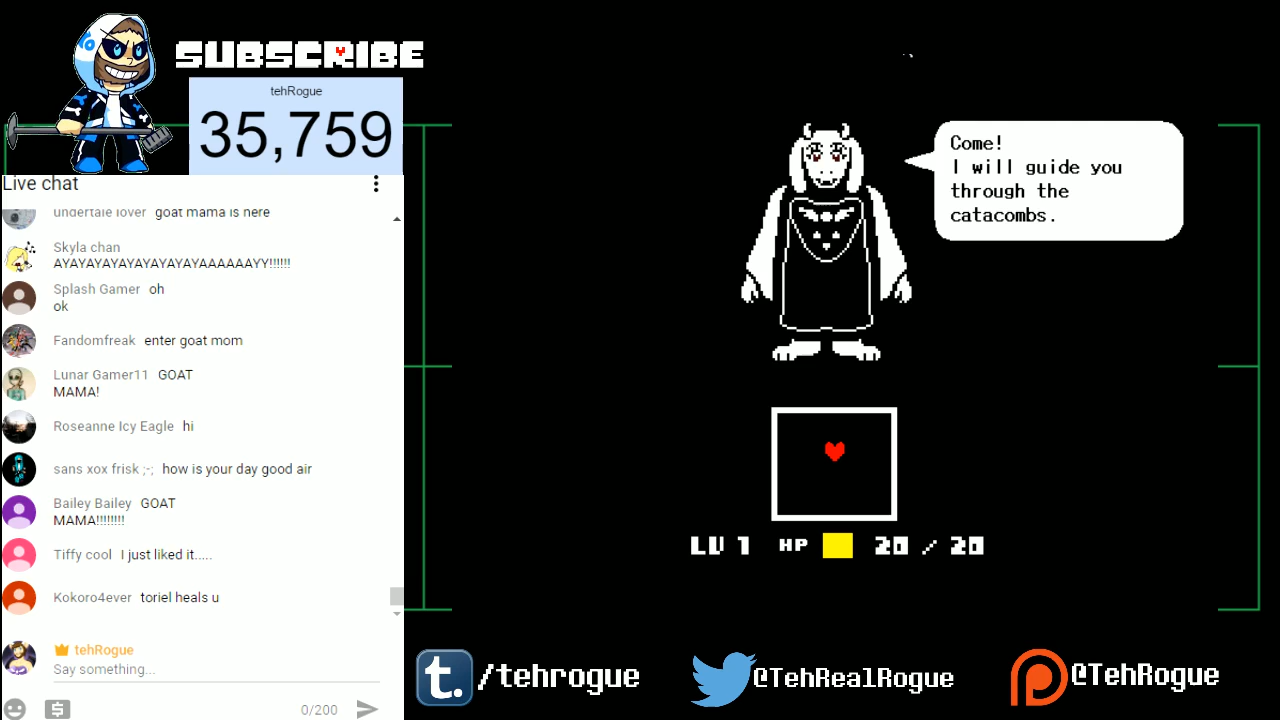 SUBSCRIBE
tehRogue
35,759
Live chat
undertale lover goat mama is here
Skyla chan
AYAYAYAYAYAYAYAYAAAAAAYY!!!!!!
Splash Gamer oh
ok
Fandomfreak enter goat mom
Lunar Gamer11 GOAT
MAMA!
Roseanne Icy Eagle hi
sans xox frisk ;-; how is your day good air
Bailey Bailey GOAT
MAMA!!!!!!!!
Tiffy cool I just liked it.....
Kokoro4ever toriel heals u
tehRogue
Say something...
0/200
Come!
I will guide you
through the
catacombs.
LV 1 HP 20 / 20
t. /tehrogue
@TehRealRogue
@TehRogue